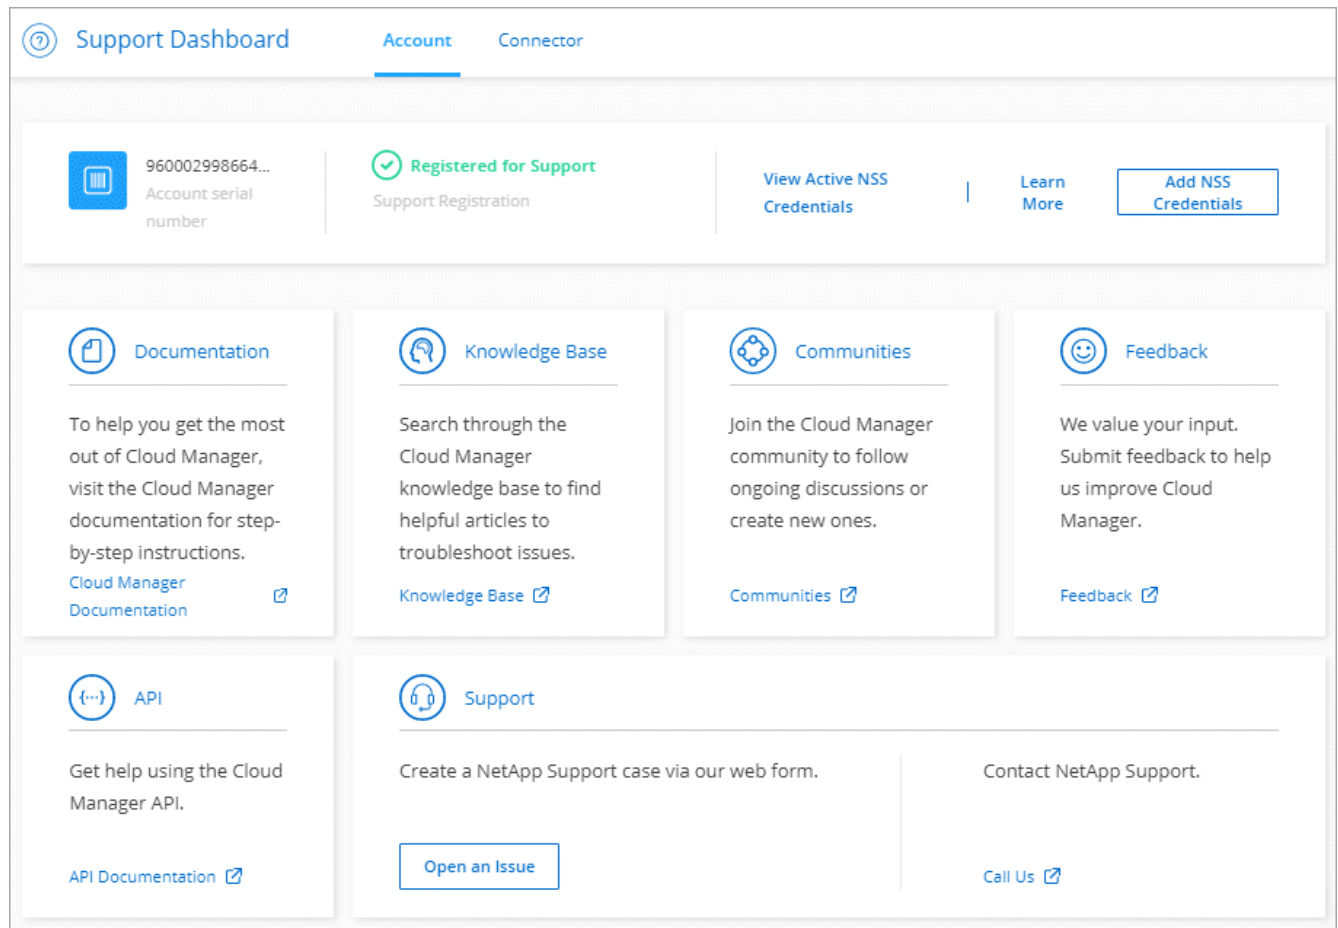 Support Dashboard
Account
Connector
960002998664...
Account serial
number
Registered for Support
Support Registration
View Active NSS
Credentials
Learn
More
Add NSS
Credentials
Documentation
To help you get the most
out of Cloud Manager,
visit the Cloud Manager
documentation for step-
by-step instructions.
Cloud Manager
Documentation
Knowledge Base
Search through the
Cloud Manager
knowledge base to find
helpful articles to
troubleshoot issues.
Knowledge Base
Communities
Join the Cloud Manager
community to follow
ongoing discussions or
create new ones.
Communities
Feedback
We value your input.
Submit feedback to help
us improve Cloud
Manager.
Feedback
API
Get help using the Cloud
Manager API.
API Documentation
Support
Create a NetApp Support case via our web form.
Open an Issue
Contact NetApp Support.
Call Us